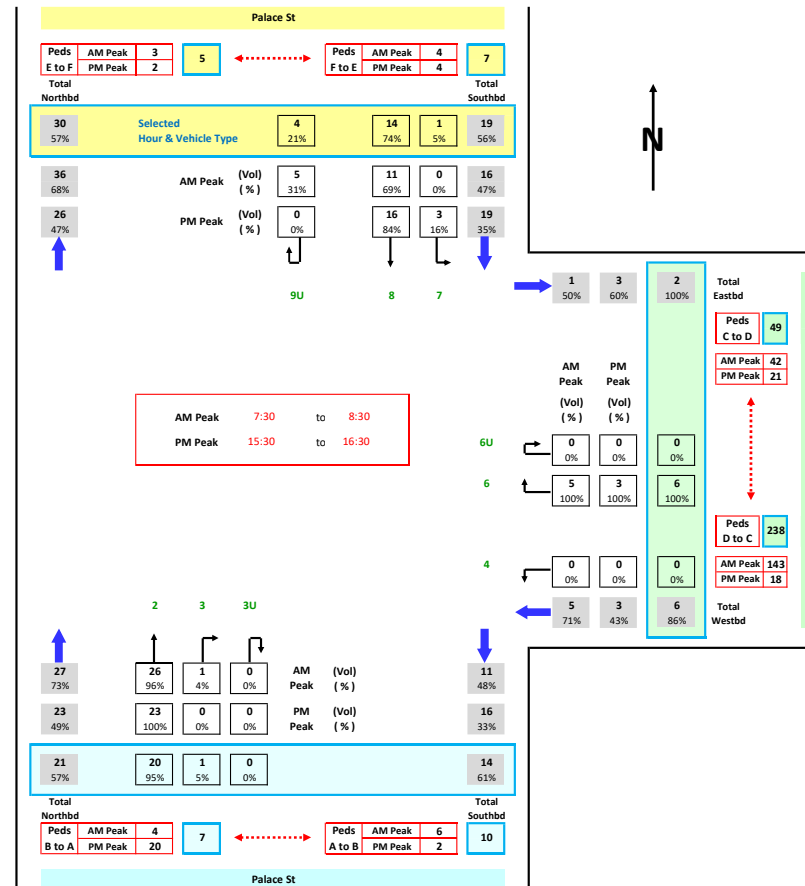 Palace St
Peds AM Peak 3 5 Peds AM Peak 4 7
E to F PM Peak 2 F to E PM Peak 4
Total Total
Northbd Southbd
30 Selected 4 14 1 19
57% Hour & Vehicle Type 21% 74% 5% 56%
36 AM Peak (Vol) 5 11 0 16
68% ( % ) 31% 69% 0% 47%
26 PM Peak (Vol) 0 16 3 19
47% ( % ) 0% 84% 16% 35%
N
9U 8 7
1 3 2 Total
50% 60% 100% Eastbd
Peds 49
C to D
AM Peak 42
PM Peak 21
AM PM
Peak Peak
(Vol) (Vol)
( % ) ( % )
AM Peak 7:30 to 8:30
PM Peak 15:30 to 16:30
6U 0 0 0
0% 0% 0%
6 5 3 6
100% 100% 100%
Peds 238
D to C
AM Peak 143
PM Peak 18
4 0 0 0
0% 0% 0%
5 3 6 Total
71% 43% 86% Westbd
2 3 3U
27 26 1 0 AM (Vol) 11
73% 96% 4% 0% Peak ( % ) 48%
23 23 0 0 PM (Vol) 16
49% 100% 0% 0% Peak ( % ) 33%
21 20 1 0 14
57% 95% 5% 0% 61%
Total Total
Northbd Southbd
Peds AM Peak 4 7 Peds AM Peak 6 10
B to A PM Peak 20 A to B PM Peak 2
Palace St